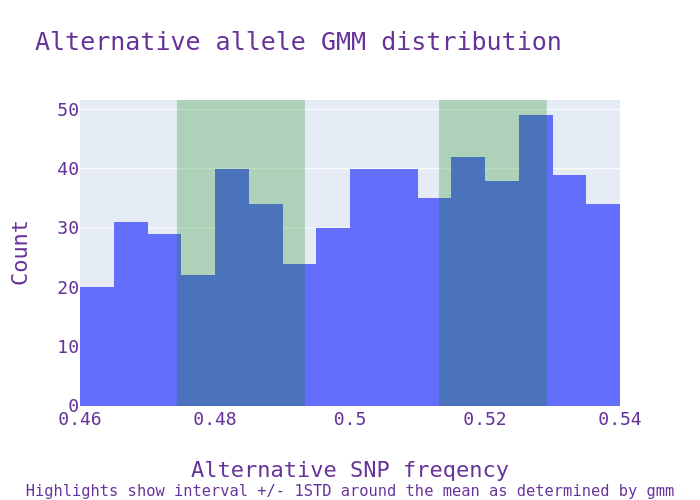 Alternative allele GMM distribution
50
40
30
20
10
0
Count
0.46 0.48 0.5 0.52 0.54
Alternative SNP freqency
Highlights show interval +/- 1STD around the mean as determined by gmm